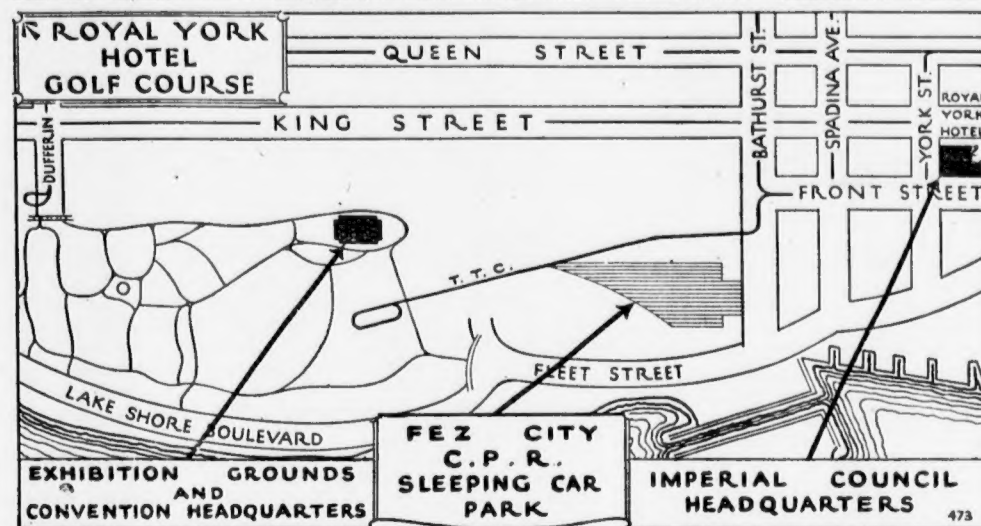 ROYAL YORK
HOTEL
GOLF COURSE
QUEEN STREET
KING STREET
DUFFERIN
BATHURST ST.
SPADINA AVE.
YORK ST.
ROYAL
YORK
HOTEL
FRONT STREET
T.T.C.
FLEET STREET
LAKE SHORE BOULEVARD
EXHIBITION GROUNDS
AND
CONVENTION HEADQUARTERS
FEZ CITY
C.P.R.
SLEEPING CAR
PARK
IMPERIAL COUNCIL
HEADQUARTERS
473